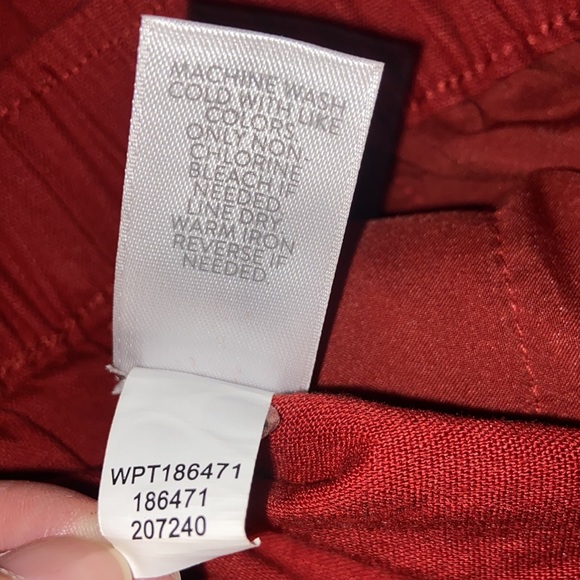 MACHINE WASH
COLD WITH LIKE
COLORS.
ONLY NON-
CHLORINE
BLEACH IF
NEEDED.
LINE DRY.
WARM IRON
REVERSE IF
NEEDED.
WPT186471
186471
207240